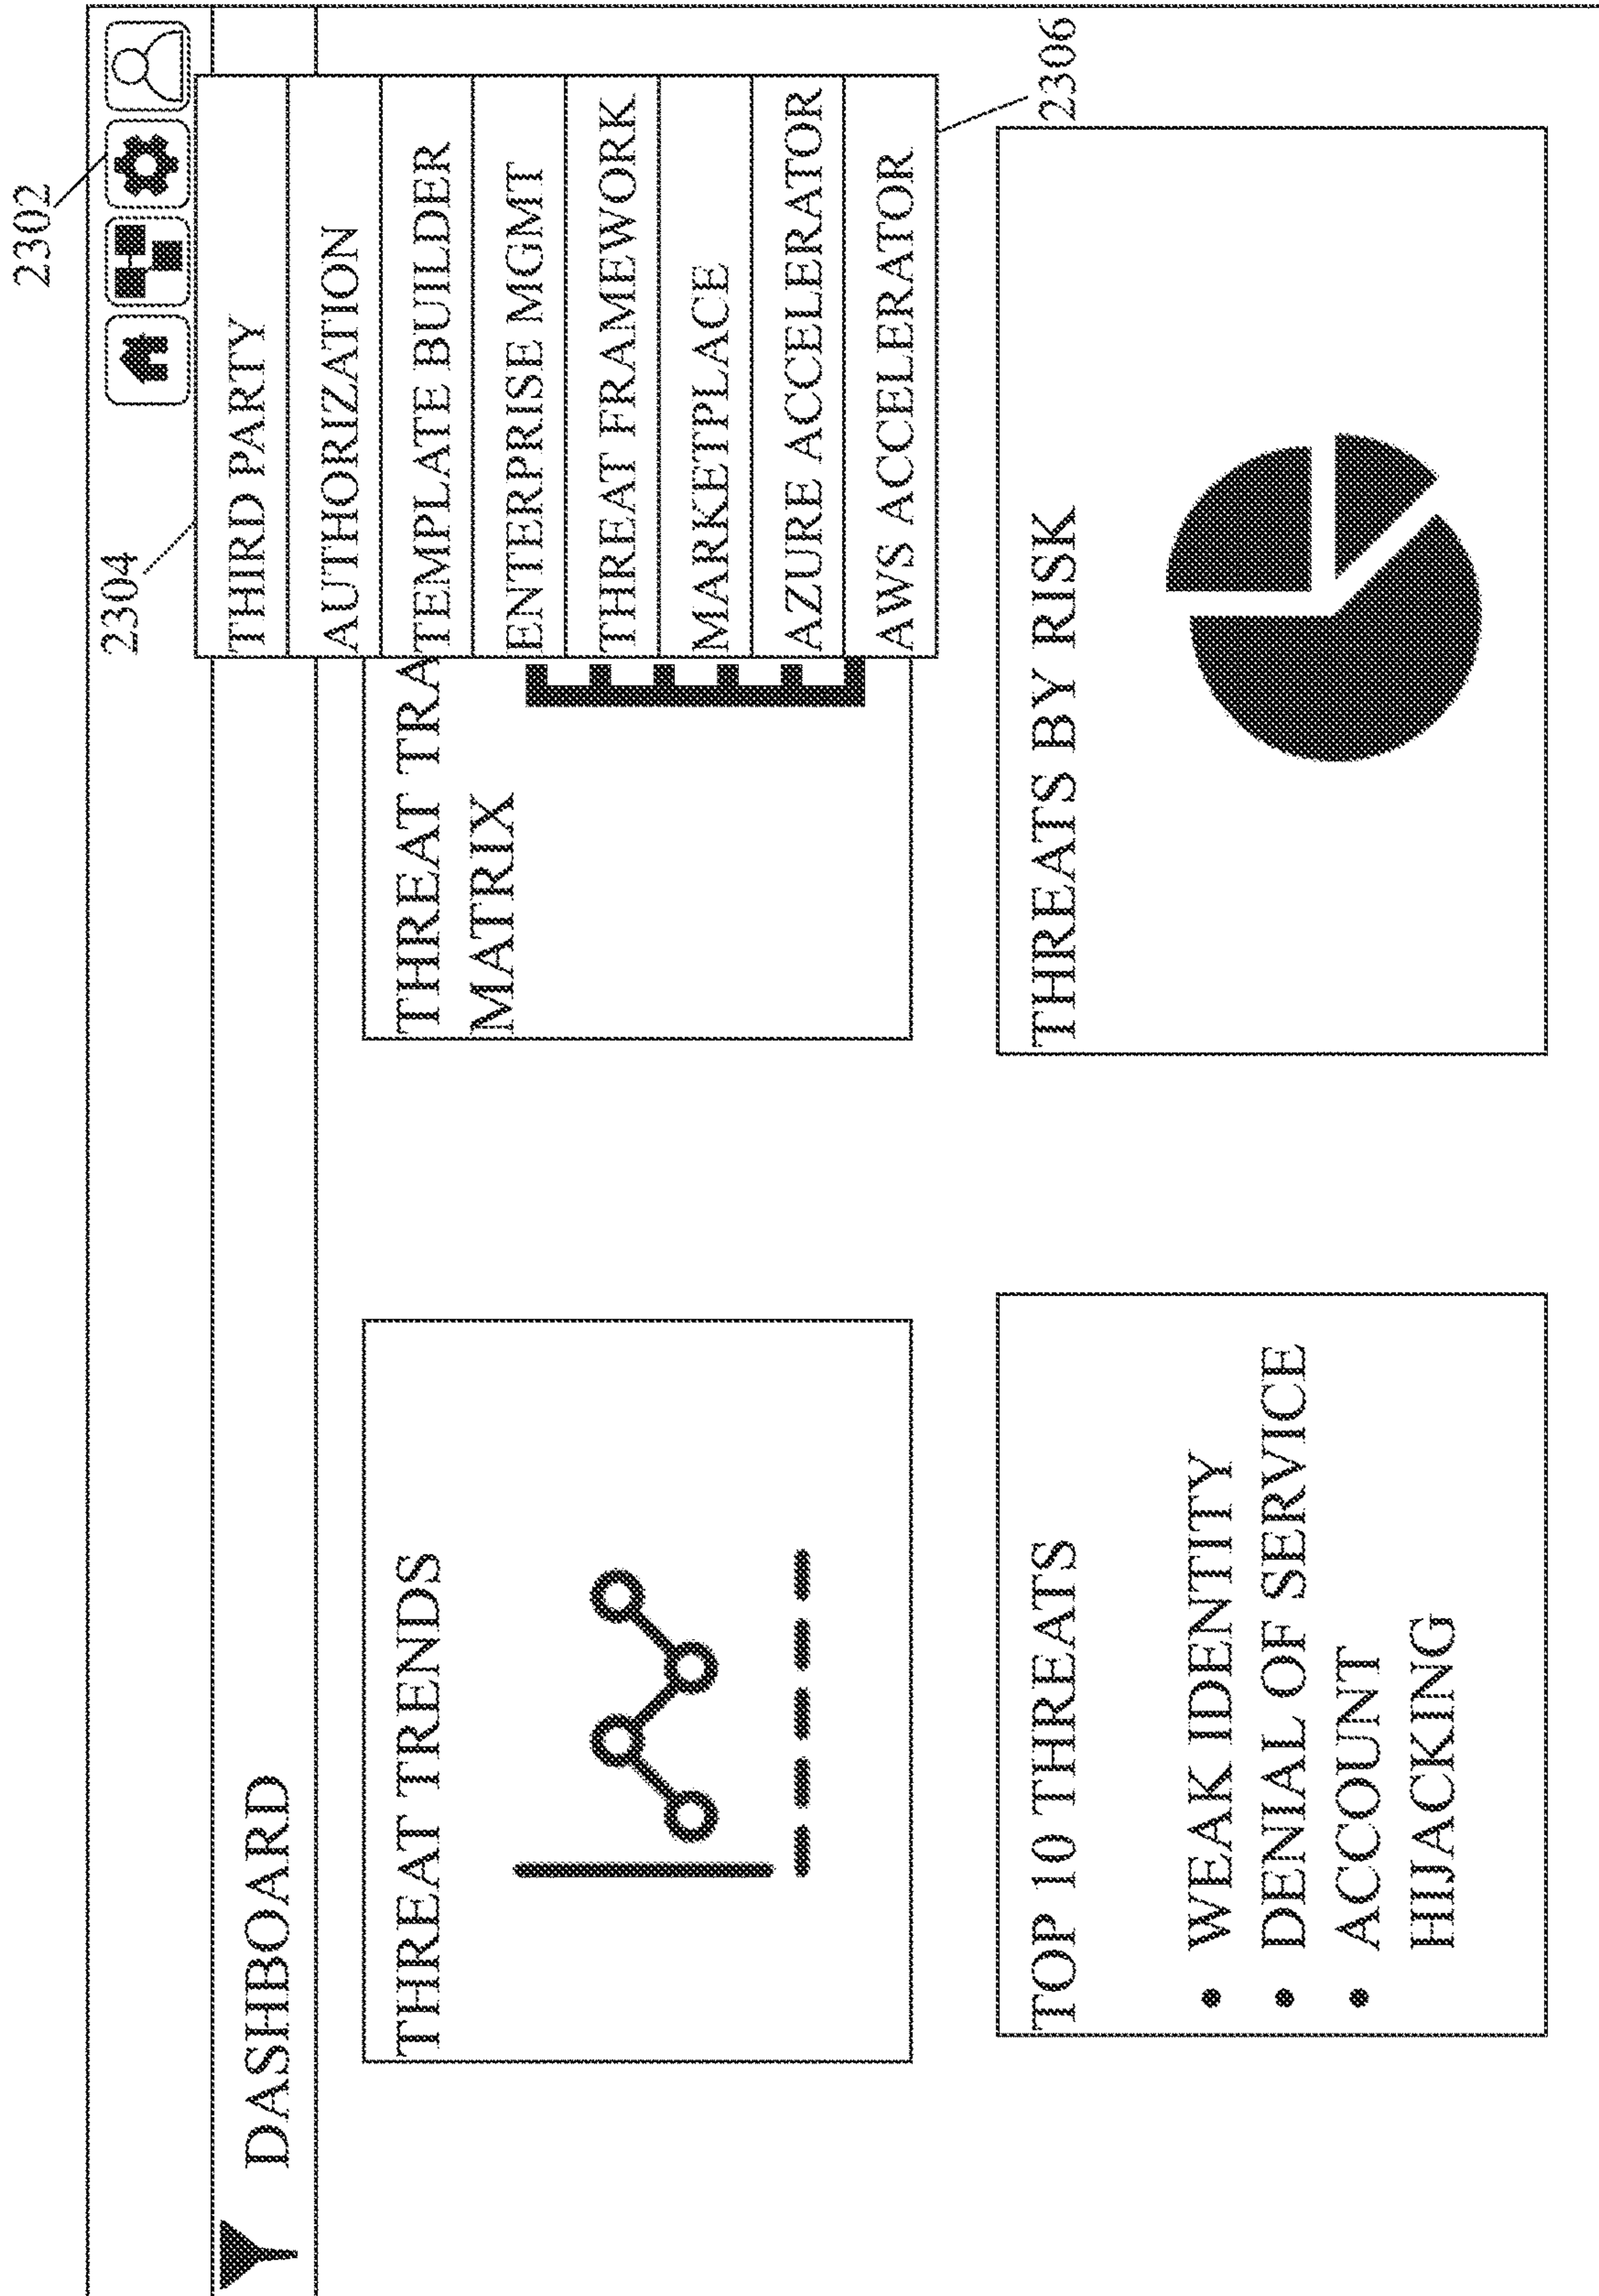 2302
2304
THIRD PARTY
AUTHORIZATION
TEMPLATE BUILDER
ENTERPRISE MGMT
THREAT FRAMEWORK
MARKETPLACE
AZURE ACCELERATOR
AWS ACCELERATOR
2306
DASHBOARD
THREAT TRENDS
THREAT TRA
MATRIX
TOP 10 THREATS
• WEAK IDENTITY
• DENIAL OF SERVICE
• ACCOUNT
HIJACKING
THREATS BY RISK